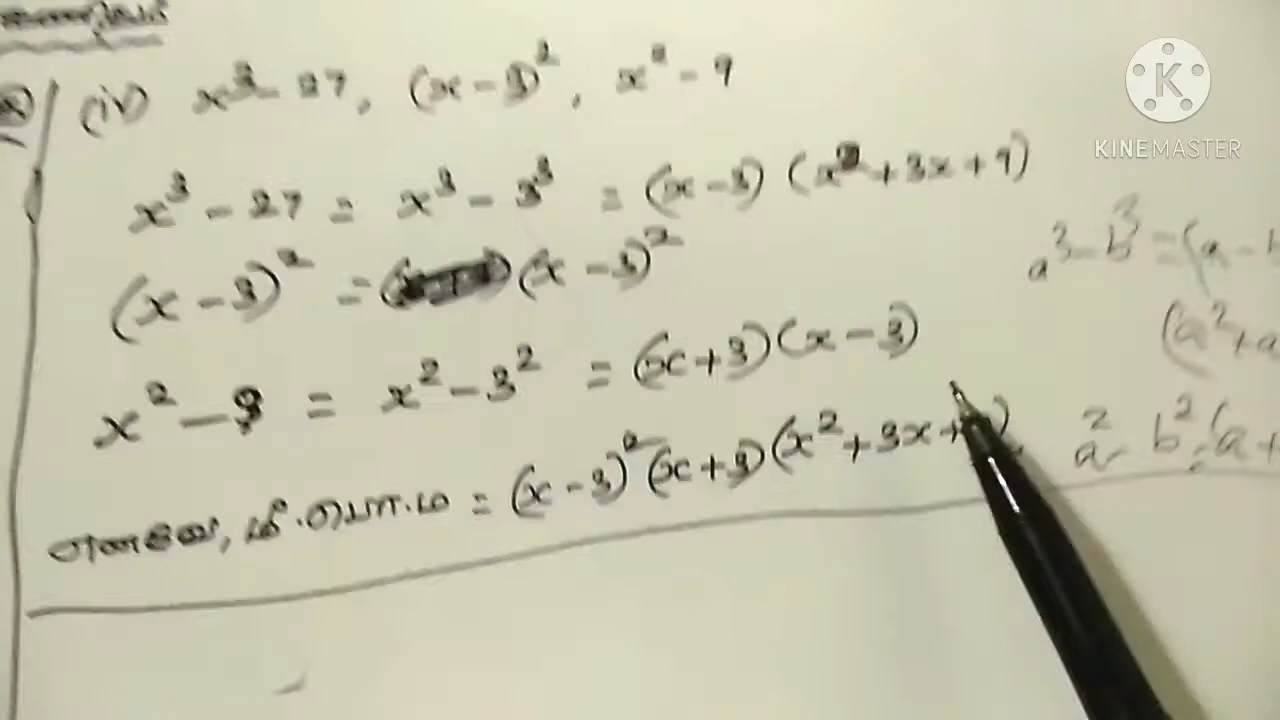 (iv) x³ - 27, (x - 3)², x² - 9
KINEMASTER
x³ - 27 = x³ - 3³ = (x - 3) (x² + 3x + 9)
(x - 3)² = (x - 3)²
a³ - b³ = (a - b
(a² + a
x² - 9 = x² - 3² = (x + 3) (x - 3)
a² - b² = (a +
எனவே, மீ.பொ.ம = (x - 3)² (x + 3) (x² + 3x +